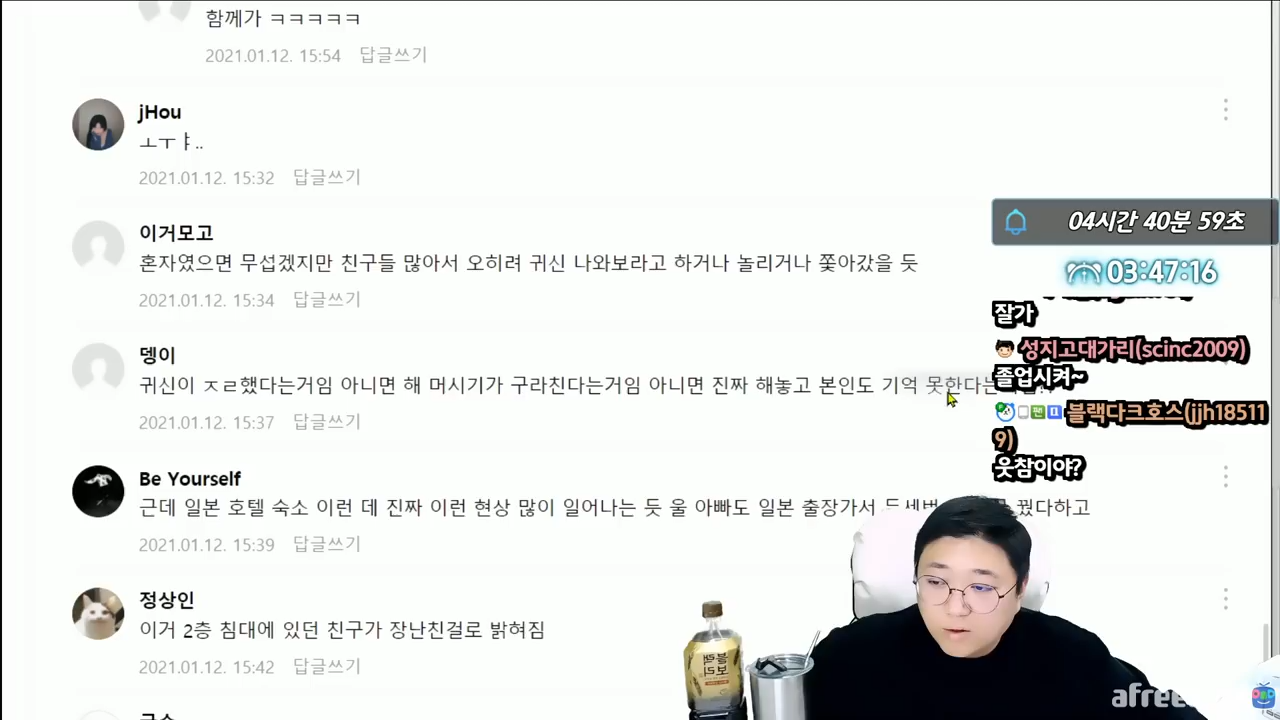 함께가 ㅋㅋㅋㅋㅋ
2021.01.12. 15:54 답글쓰기
jHou
ㅗㅜㅑ..
2021.01.12. 15:32 답글쓰기
이거모고
혼자였으면 무섭겠지만 친구들 많아서 오히려 귀신 나와보라고 하거나 놀리거나 쫓아갔을 듯
2021.01.12. 15:34 답글쓰기
뎅이
귀신이 ㅈㄹ했다는거임 아니면 해 머시기가 구라친다는거임 아니면 진짜 해놓고 본인도 기억 못한다는
2021.01.12. 15:37 답글쓰기
Be Yourself
근데 일본 호텔 숙소 이런 데 진짜 이런 현상 많이 일어나는 듯 울 아빠도 일본 출장가서 꿨다하고
2021.01.12. 15:39 답글쓰기
정상인
이거 2층 침대에 있던 친구가 장난친걸로 밝혀짐
2021.01.12. 15:42 답글쓰기
04시간 40분 59초
03:47:16
잘가
성지고대가리(scinc2009)
졸업시켜~
팬 블랙다크호스(jjh18511
9)
웃참이야?
블랙
보리